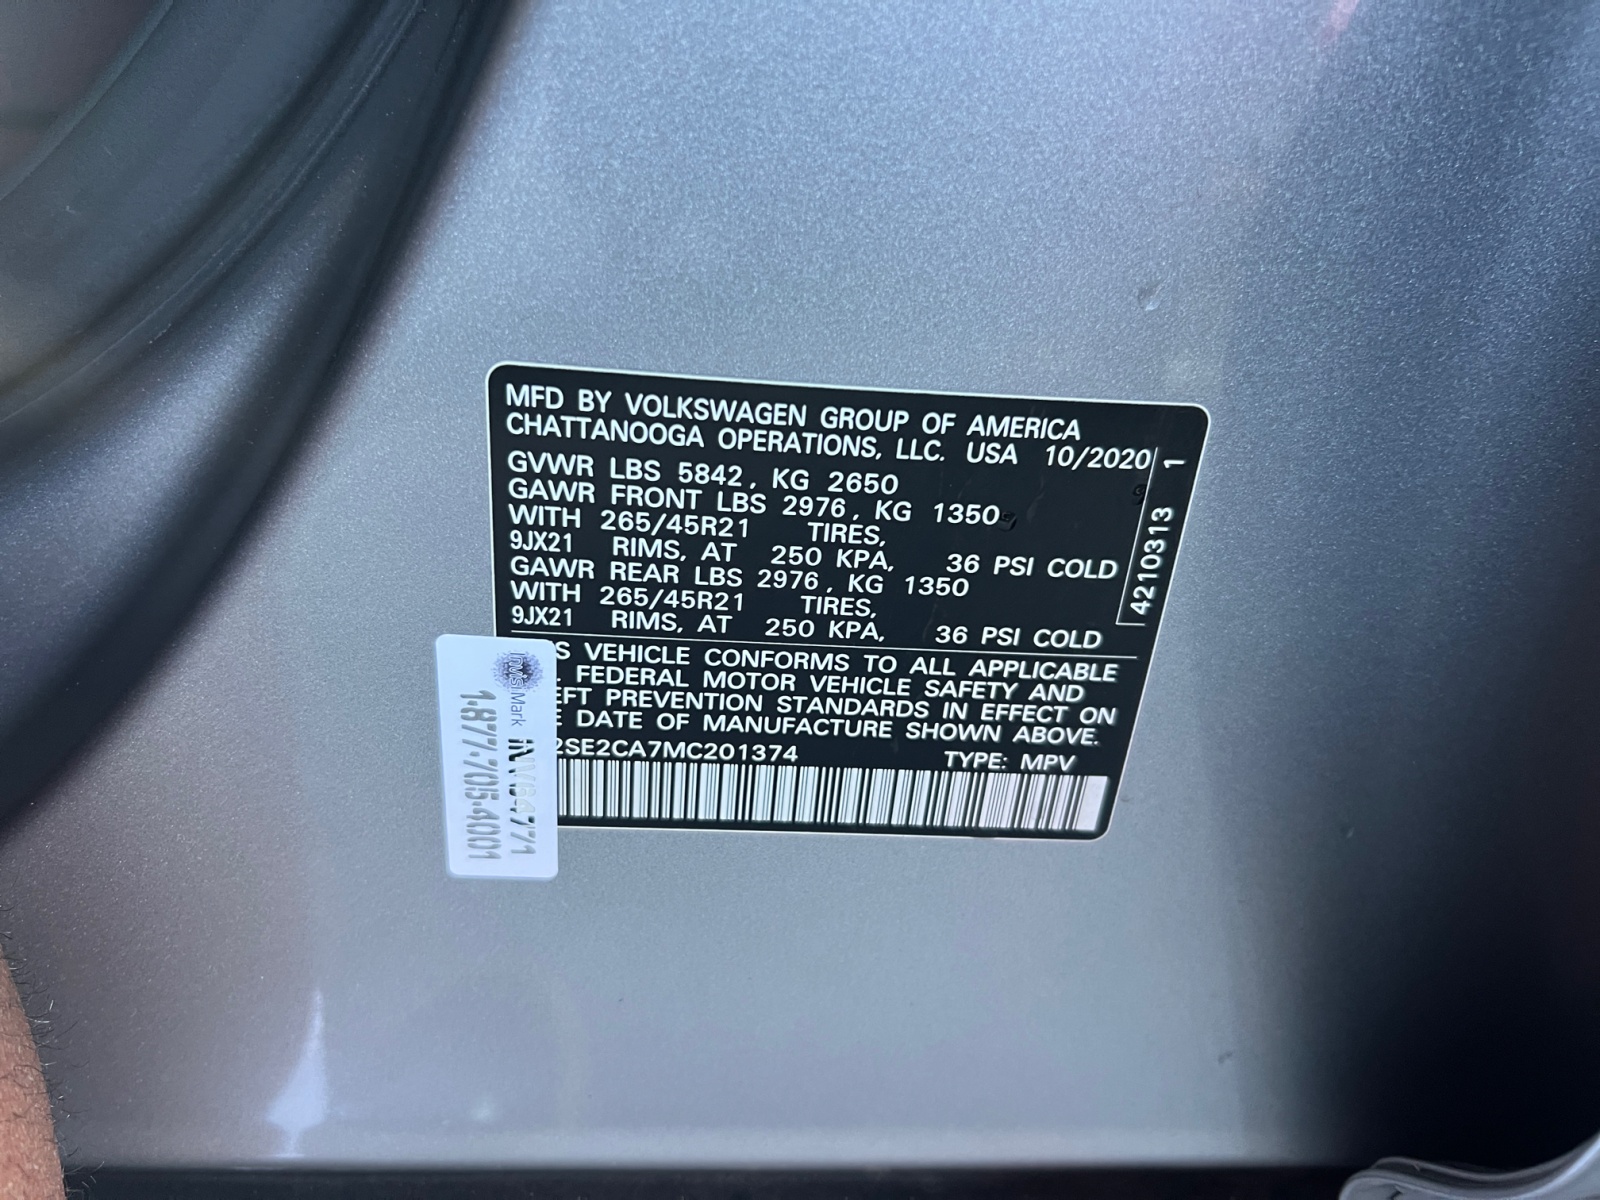 MFD BY VOLKSWAGEN GROUP OF AMERICA
CHATTANOOGA OPERATIONS, LLC. USA 10/2020
GVWR LBS 5842, KG 2650
GAWR FRONT LBS 2976, KG 1350
WITH 265/45R21 TIRES,
9JX21 RIMS, AT 250 KPA, 36 PSI COLD
GAWR REAR LBS 2976, KG 1350
WITH 265/45R21 TIRES,
9JX21 RIMS, AT 250 KPA, 36 PSI COLD
4210313 1
S VEHICLE CONFORMS TO ALL APPLICABLE
FEDERAL MOTOR VEHICLE SAFETY AND
EFT PREVENTION STANDARDS IN EFFECT ON
E DATE OF MANUFACTURE SHOWN ABOVE.
2SE2CA7MC201374 TYPE: MPV
InvisiMark
1·877·705·4001